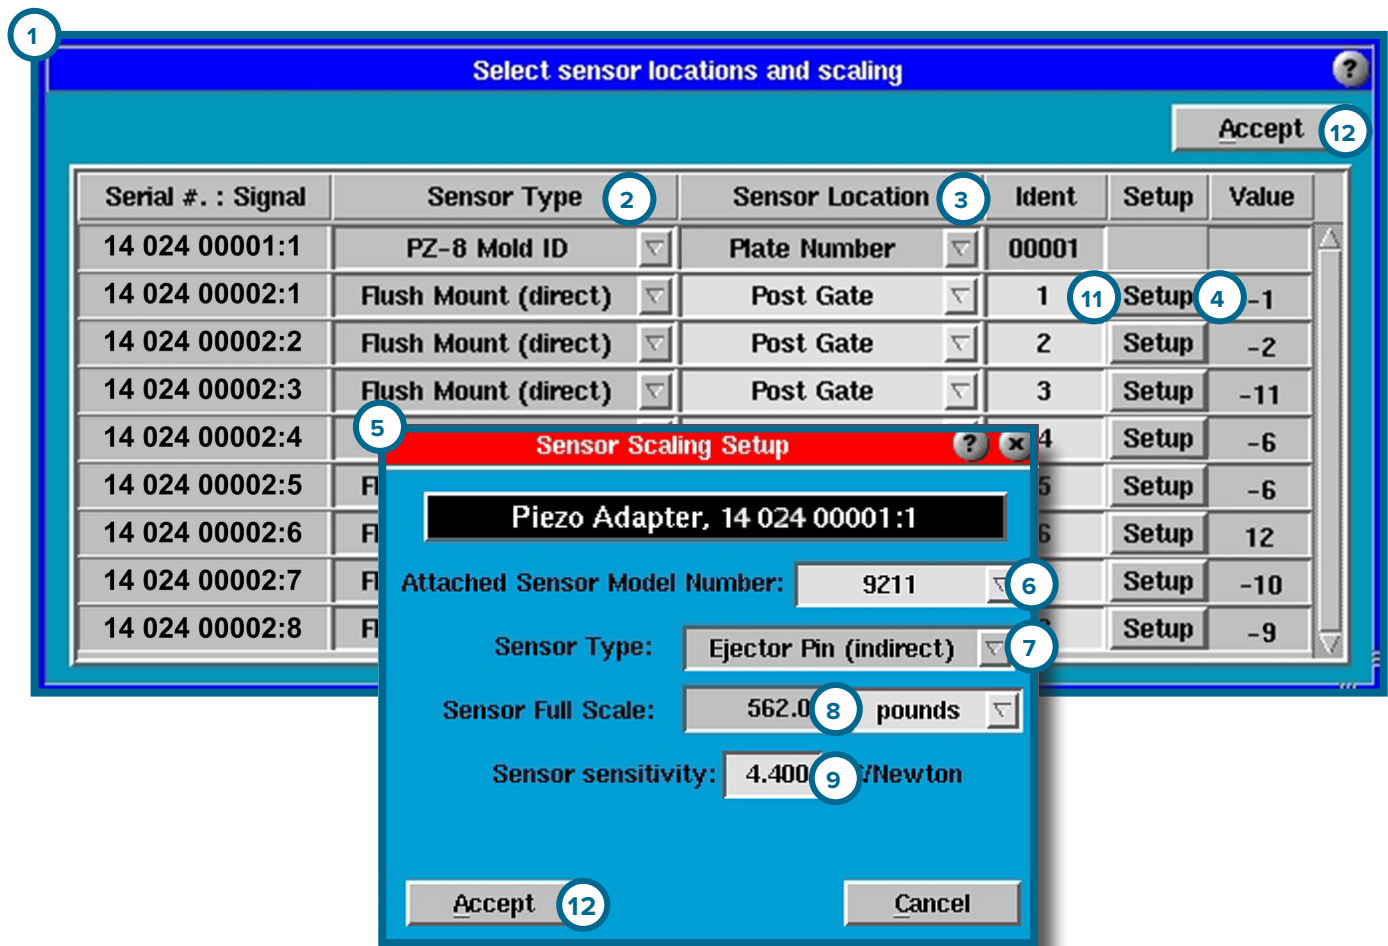 1
Select sensor locations and scaling ?
Accept 12
Serial #. : Signal Sensor Type 2 Sensor Location 3 Ident Setup Value
14 024 00001:1 PZ-8 Mold ID Plate Number 00001
14 024 00002:1 Flush Mount (direct) Post Gate 1 11 Setup 4 -1
14 024 00002:2 Flush Mount (direct) Post Gate 2 Setup -2
14 024 00002:3 Flush Mount (direct) Post Gate 3 Setup -11
14 024 00002:4 4 Setup -6
14 024 00002:5 Fl 5 Setup -6
14 024 00002:6 Fl 6 Setup 12
14 024 00002:7 Fl Setup -10
14 024 00002:8 Fl Setup -9
5 Sensor Scaling Setup ? x
Piezo Adapter, 14 024 00001:1
Attached Sensor Model Number: 9211 6
Sensor Type: Ejector Pin (indirect) 7
Sensor Full Scale: 562.0 8 pounds
Sensor sensitivity: 4.400 9 /Newton
Accept 12 Cancel